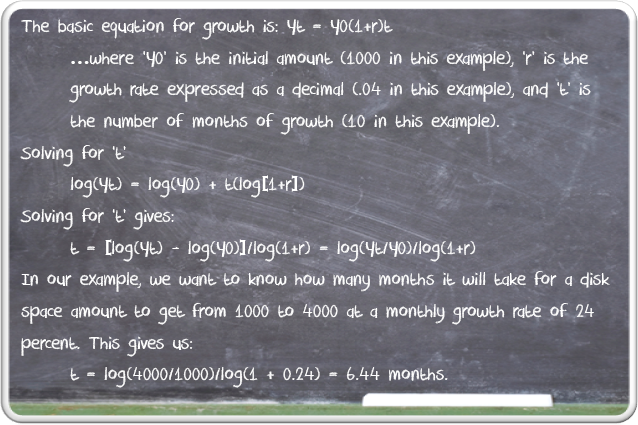 The basic equation for growth is: Yt = Y0(1+r)t
...where 'Y0' is the initial amount (1000 in this example), 'r' is the
growth rate expressed as a decimal (.04 in this example), and 't' is
the number of months of growth (10 in this example).
Solving for 't'
log(Yt) = log(Y0) + t(log[1+r])
Solving for 't' gives:
t = [log(Yt) - log(Y0)]/log(1+r) = log(Yt/Y0)/log(1+r)
In our example, we want to know how many months it will take for a disk
space amount to get from 1000 to 4000 at a monthly growth rate of 24
percent. This gives us:
t = log(4000/1000)/log(1 + 0.24) = 6.44 months.